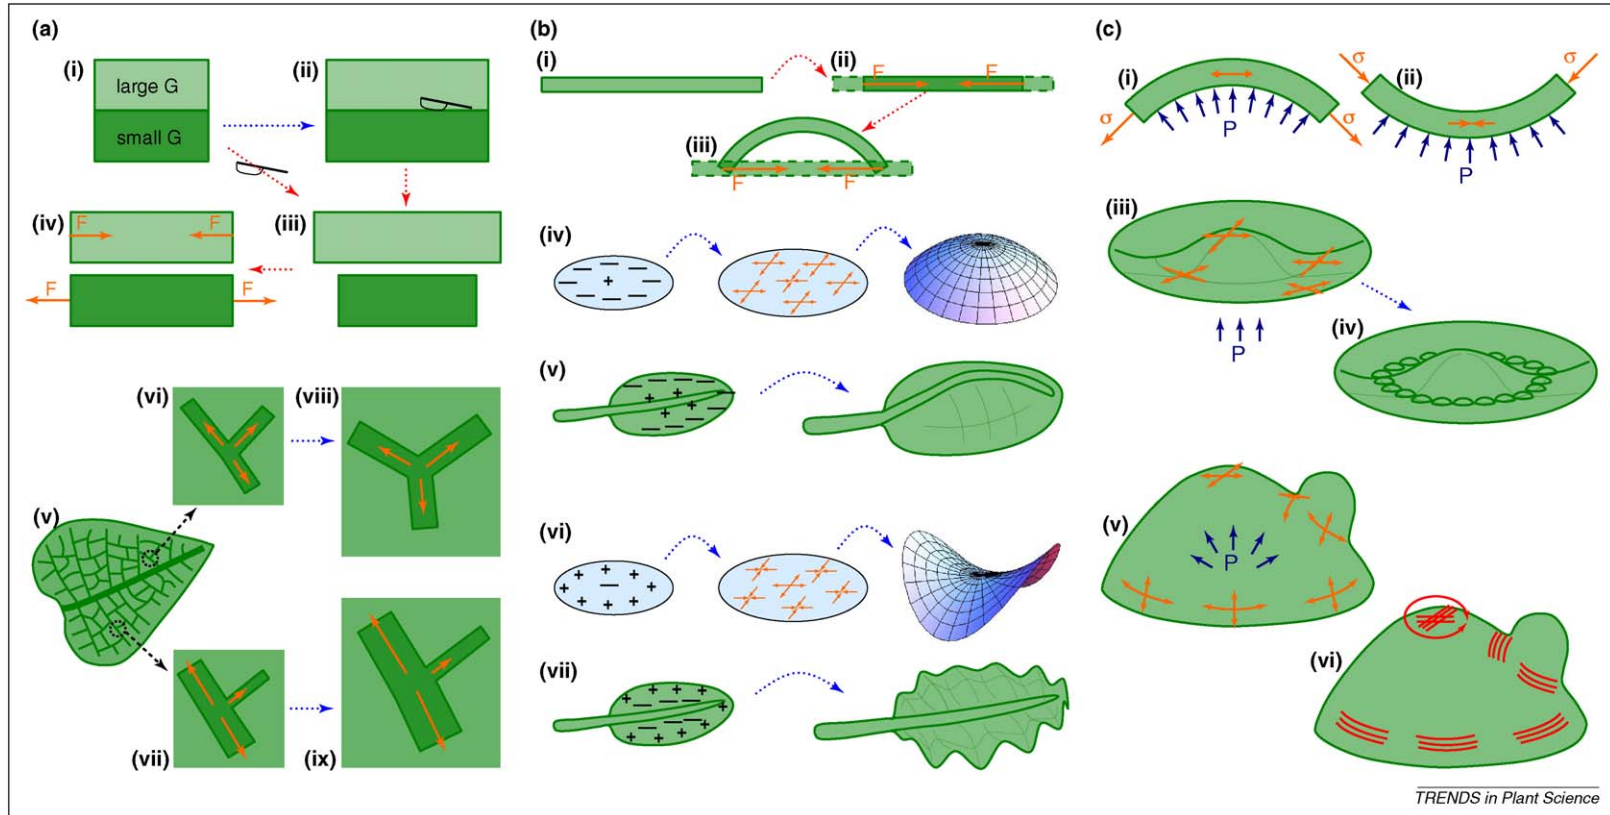 (a)
(i)
large G
small G
(ii)
(iv)
F
F
(iii)
F
F
(vi)
(viii)
(v)
(vii)
(ix)
(b)
(i)
(ii)
F
F
(iii)
F
F
(iv)
+
(v)
+ + + +
(vi)
+ + + + + + + +
(vii)
+ + + + + + + + +
(c)
(i)
σ
σ
P
(ii)
σ
σ
P
(iii)
P
(iv)
(v)
P
(vi)
TRENDS in Plant Science